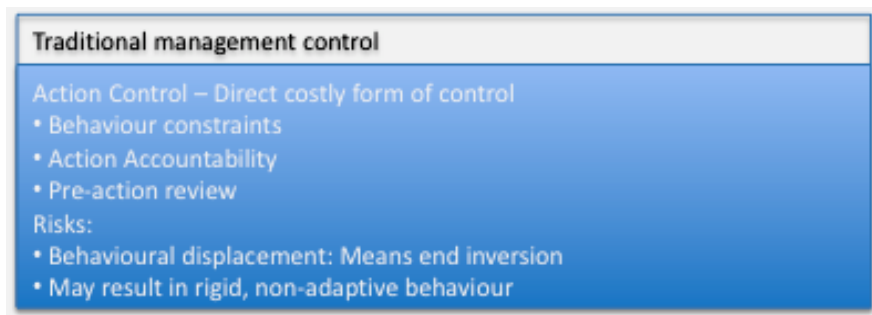 Traditional management control
Action Control – Direct costly form of control
• Behaviour constraints
• Action Accountability
• Pre-action review
Risks:
• Behavioural displacement: Means end inversion
• May result in rigid, non-adaptive behaviour